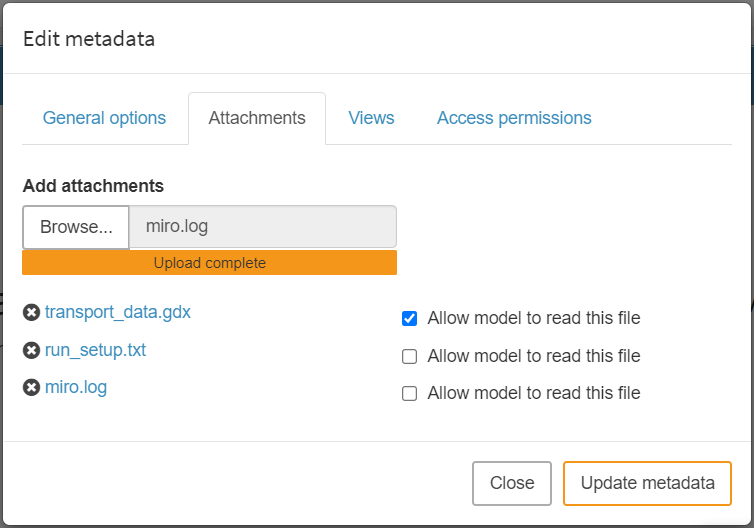 Edit metadata
General options Attachments Views Access permissions
Add attachments
Browse... miro.log
Upload complete
transport_data.gdx Allow model to read this file
run_setup.txt Allow model to read this file
miro.log Allow model to read this file
Close Update metadata